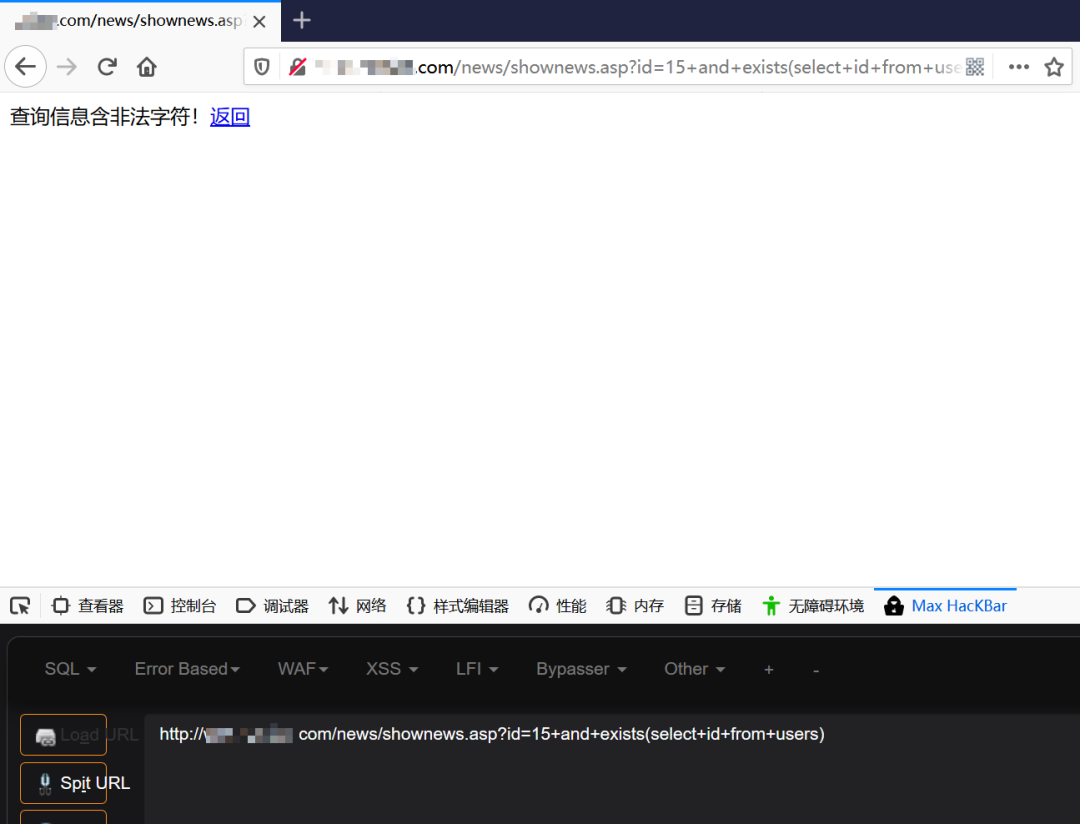 .com/news/shownews.asp
.com/news/shownews.asp?id=15+and+exists(select+id+from+use
查询信息含非法字符！返回
查看器 控制台 调试器 网络 样式编辑器 性能 内存 存储 无障碍环境 Max HacKBar
SQL Error Based WAF XSS LFI Bypasser Other + -
Load URL
http:// com/news/shownews.asp?id=15+and+exists(select+id+from+users)
Spit URL